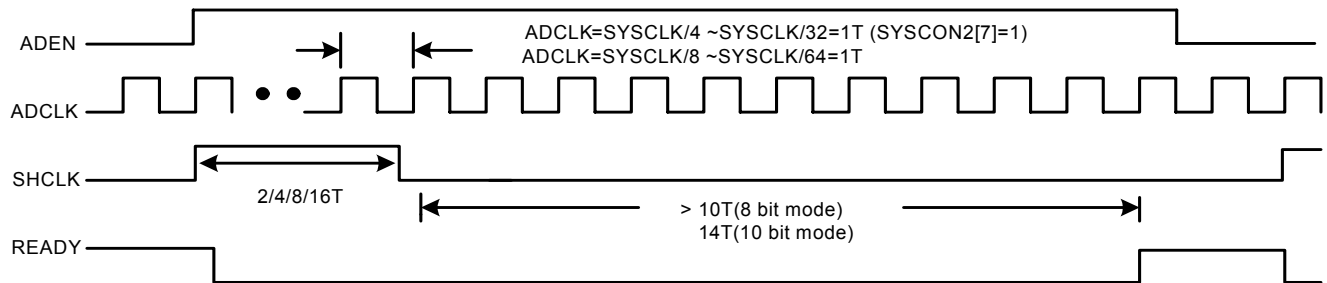 ADEN
ADCLK=SYSCLK/4 ~SYSCLK/32=1T (SYSCON2[7]=1)
ADCLK=SYSCLK/8 ~SYSCLK/64=1T
ADCLK
SHCLK
2/4/8/16T
> 10T(8 bit mode)
14T(10 bit mode)
READY